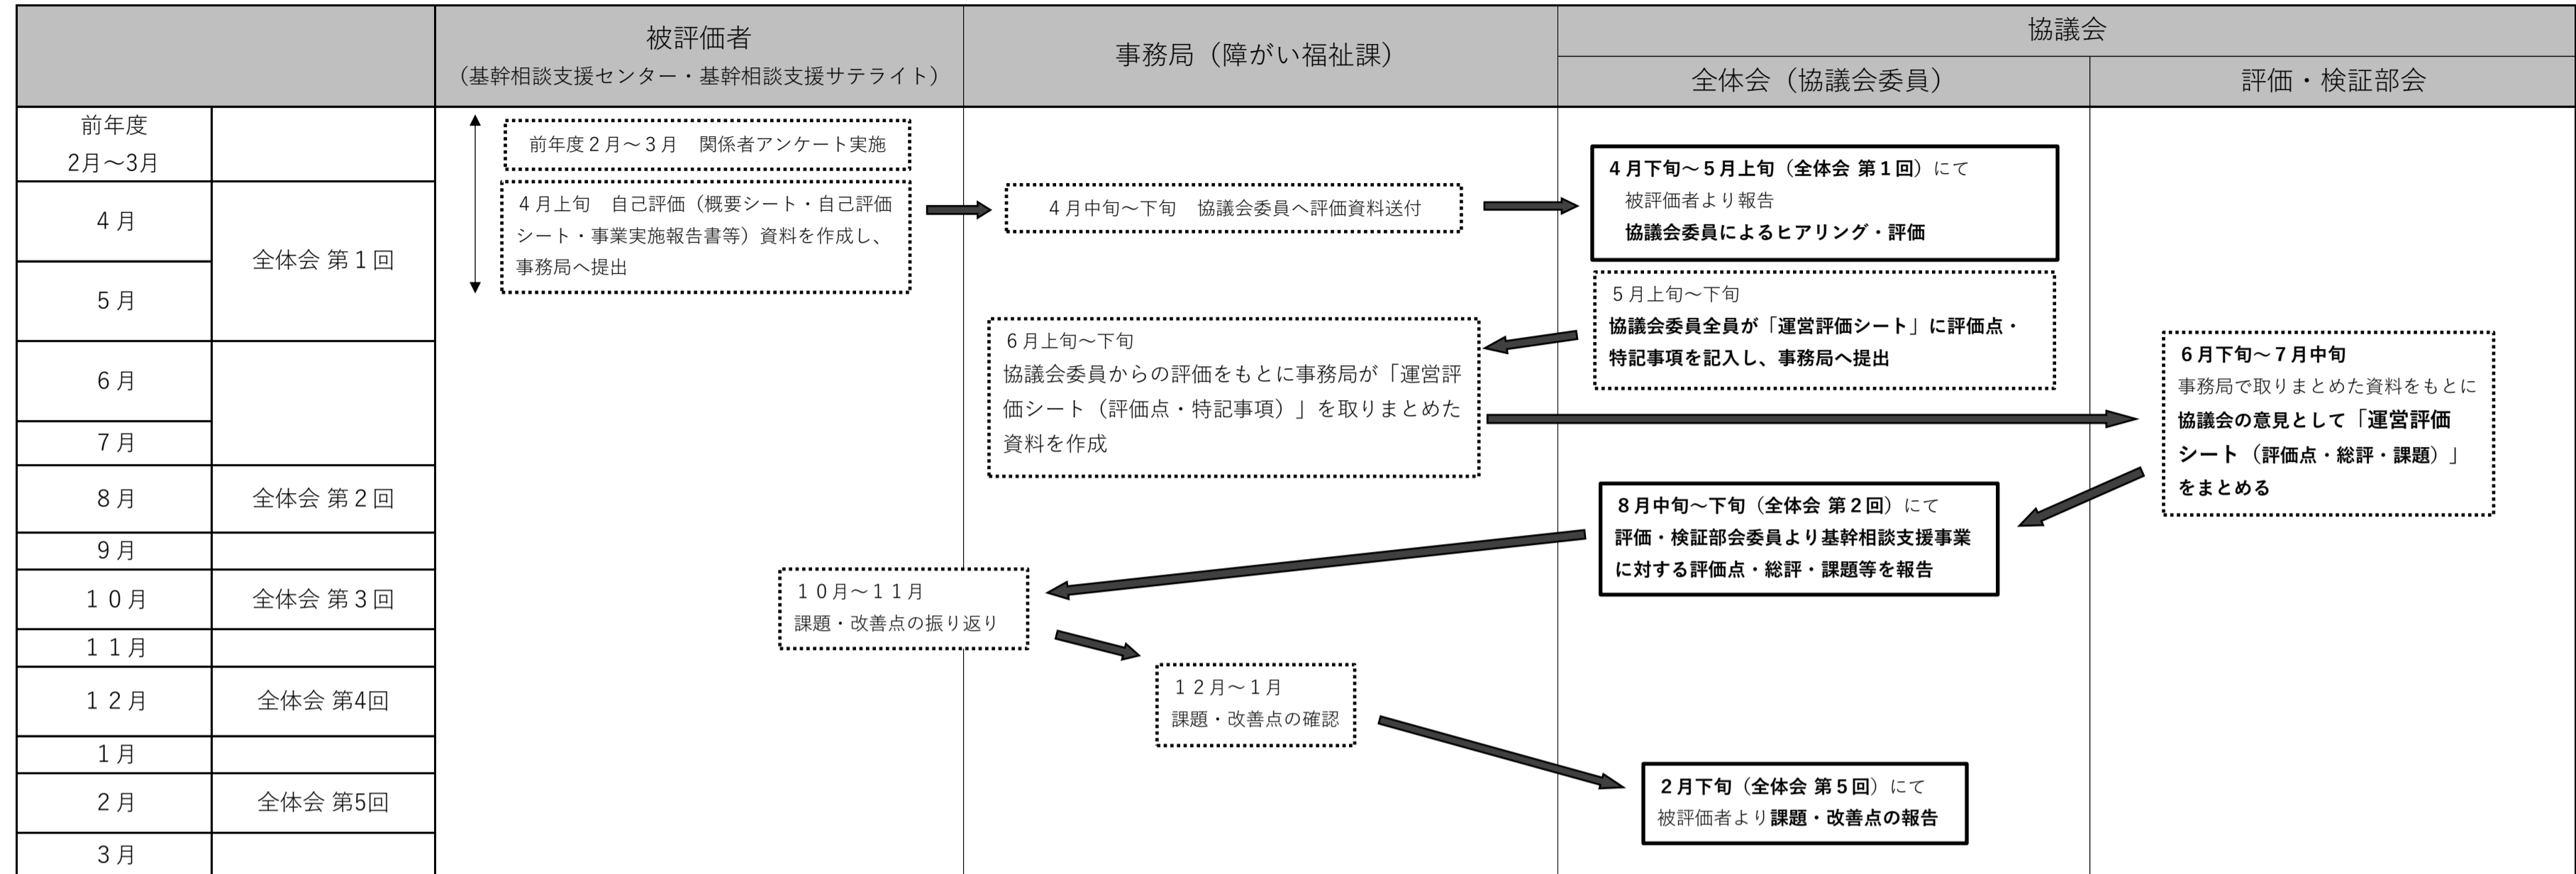 被評価者
（基幹相談支援センター・基幹相談支援サテライト）
事務局（障がい福祉課）
協議会
全体会（協議会委員）
評価・検証部会
前年度
2月～3月
4月
全体会 第１回
5月
6月
7月
8月
全体会 第２回
9月
１０月
全体会 第３回
１１月
１２月
全体会 第4回
1月
2月
全体会 第5回
3月
前年度２月～３月　関係者アンケート実施
４月上旬　自己評価（概要シート・自己評価
シート・事業実施報告書等）資料を作成し、
事務局へ提出
４月中旬～下旬　協議会委員へ評価資料送付
４月下旬～５月上旬（全体会 第１回）にて
被評価者より報告
協議会委員によるヒアリング・評価
５月上旬～下旬
協議会委員全員が「運営評価シート」に評価点・
特記事項を記入し、事務局へ提出
６月上旬～下旬
協議会委員からの評価をもとに事務局が「運営評
価シート（評価点・特記事項）」を取りまとめた
資料を作成
６月下旬～７月中旬
事務局で取りまとめた資料をもとに
協議会の意見として「運営評価
シート（評価点・総評・課題）」
をまとめる
８月中旬～下旬（全体会 第２回）にて
評価・検証部会委員より基幹相談支援事業
に対する評価点・総評・課題等を報告
１０月～１１月
課題・改善点の振り返り
１２月～１月
課題・改善点の確認
２月下旬（全体会 第５回）にて
被評価者より課題・改善点の報告